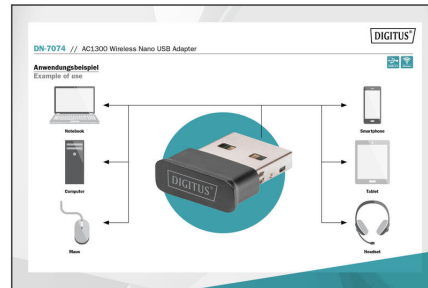 DIGITUS®
DN-7074 // AC1300 Wireless Nano USB Adapter
Anwendungsbeispiel
Example of use
Notebook
Smartphone
DIGITUS
Computer
Tablet
Maus
Headset